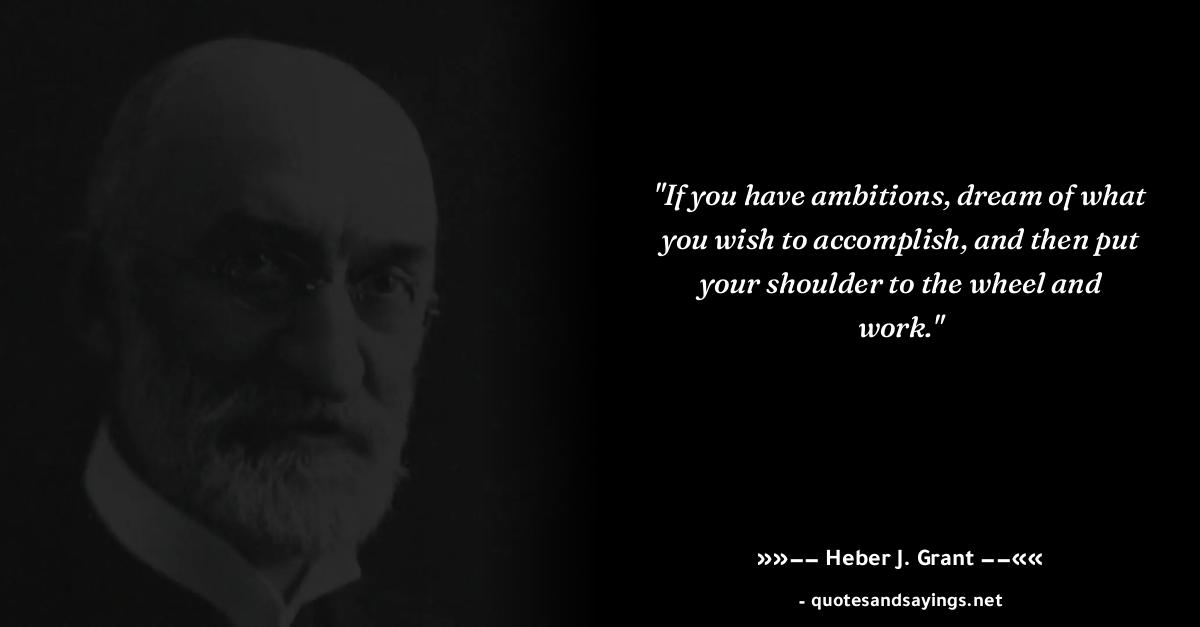 "If you have ambitions, dream of what
you wish to accomplish, and then put
your shoulder to the wheel and
work."
»»−− Heber J. Grant −−««
- quotesandsayings.net